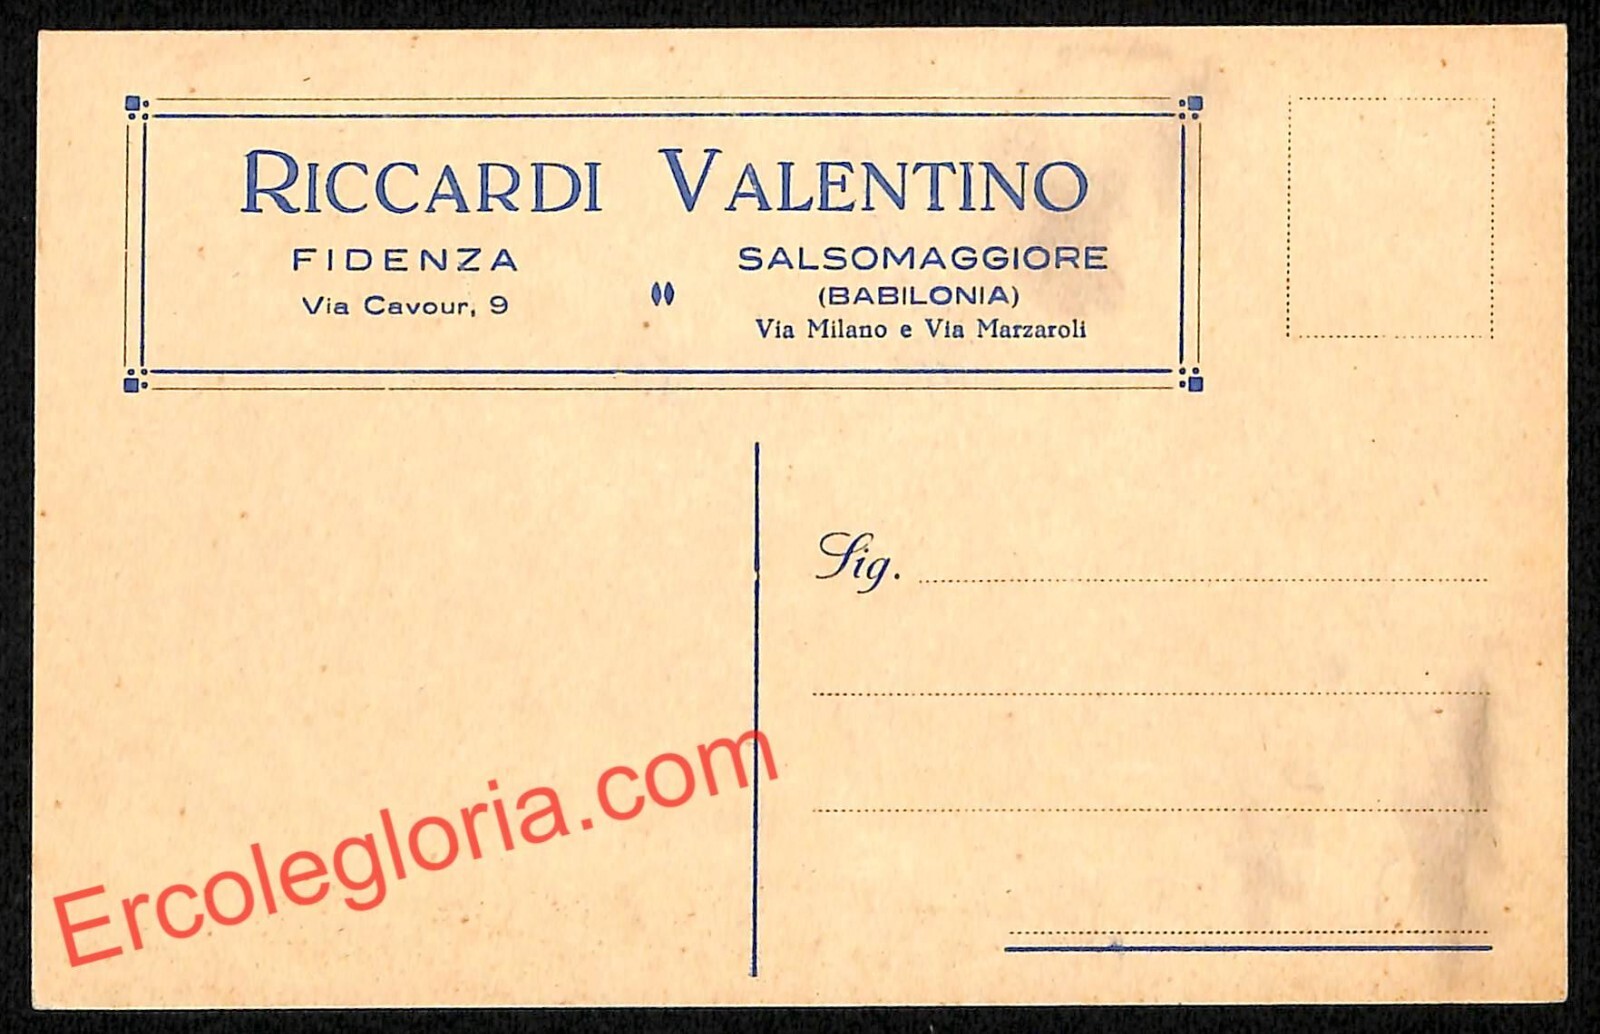 RICCARDI VALENTINO
FIDENZA
Via Cavour, 9
SALSOMAGGIORE
(BABILONIA)
Via Milano e Via Marzaroli
Sig.
Ercolegloria.com